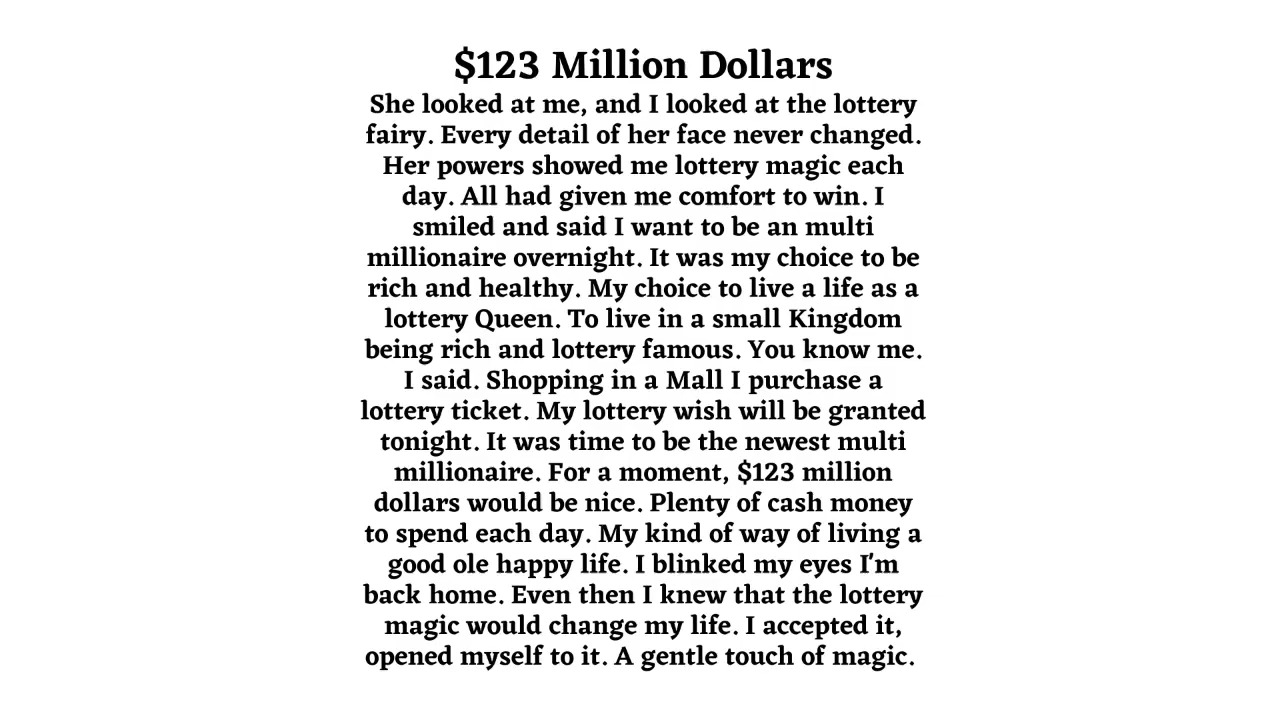 $123 Million Dollars
She looked at me, and I looked at the lottery
fairy. Every detail of her face never changed.
Her powers showed me lottery magic each
day. All had given me comfort to win. I
smiled and said I want to be an multi
millionaire overnight. It was my choice to be
rich and healthy. My choice to live a life as a
lottery Queen. To live in a small Kingdom
being rich and lottery famous. You know me.
I said. Shopping in a Mall I purchase a
lottery ticket. My lottery wish will be granted
tonight. It was time to be the newest multi
millionaire. For a moment, $123 million
dollars would be nice. Plenty of cash money
to spend each day. My kind of way of living a
good ole happy life. I blinked my eyes I'm
back home. Even then I knew that the lottery
magic would change my life. I accepted it,
opened myself to it. A gentle touch of magic.